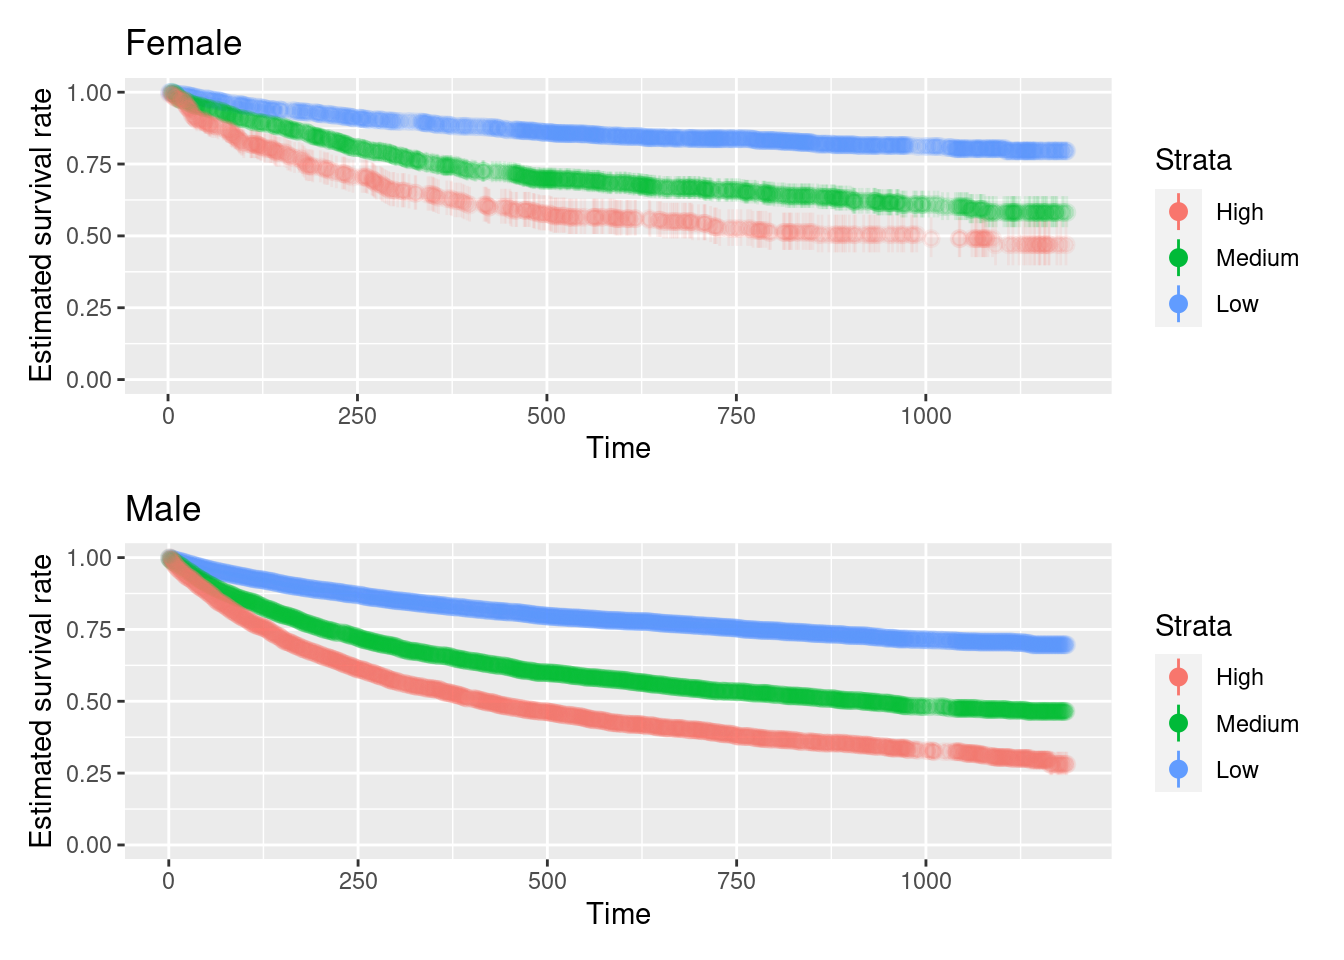 Female
Estimated survival rate
1.00
0.75
0.50
0.25
0.00
0 250 500 750 1000
Time
Strata
High
Medium
Low
Male
Estimated survival rate
1.00
0.75
0.50
0.25
0.00
0 250 500 750 1000
Time
Strata
High
Medium
Low